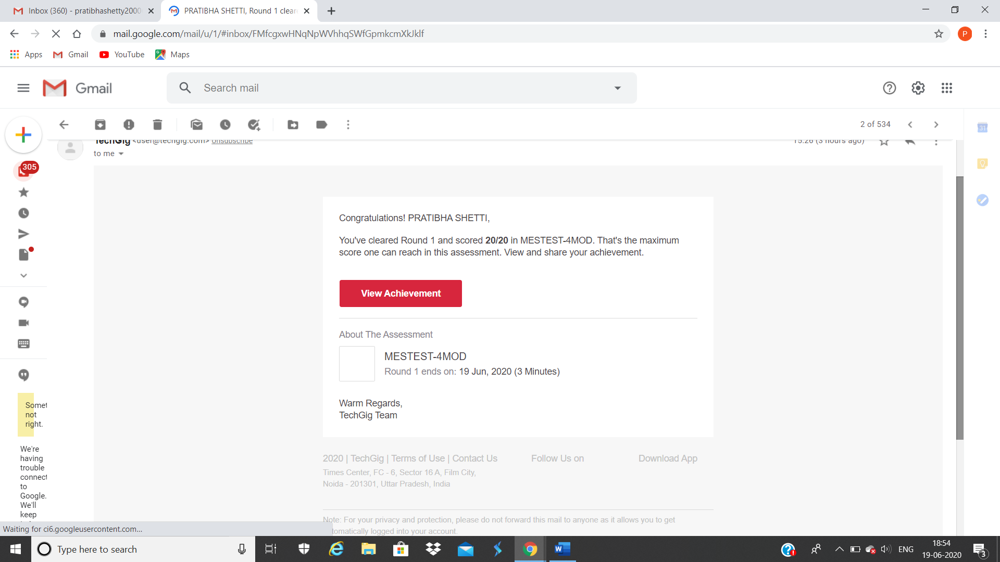 Inbox (360) - pratibhashetty2000
PRATIBHA SHETTI, Round 1 clear
mail.google.com/mail/u/1/#inbox/FMfcgxwHNqNpWVhhqSWfGpmkcmXkJklf
P
Apps
Gmail
YouTube
Maps
Gmail
Search mail
2 of 534
31
TechGig <user@techgig.com> Unsubscribe
15:26 (3 hours ago)
to me
305
Congratulations! PRATIBHA SHETTI,
You've cleared Round 1 and scored 20/20 in MESTEST-4MOD. That's the maximum
score one can reach in this assessment. View and share your achievement.
View Achievement
About The Assessment
MESTEST-4MOD
Round 1 ends on: 19 Jun, 2020 (3 Minutes)
Warm Regards,
TechGig Team
Somet
not
right.
We're
having
trouble
connect
to
Google.
We'll
keep
2020 | TechGig | Terms of Use | Contact Us
Follow Us on
Download App
Times Center, FC - 6, Sector 16 A, Film City,
Noida - 201301, Uttar Pradesh, India
Note: For your privacy and protection, please do not forward this mail to anyone as it allows you to get
tomatically logged into your account.
Waiting for ci6.googleusercontent.com...
Type here to search
W
ENG
18:54
19-06-2020
3